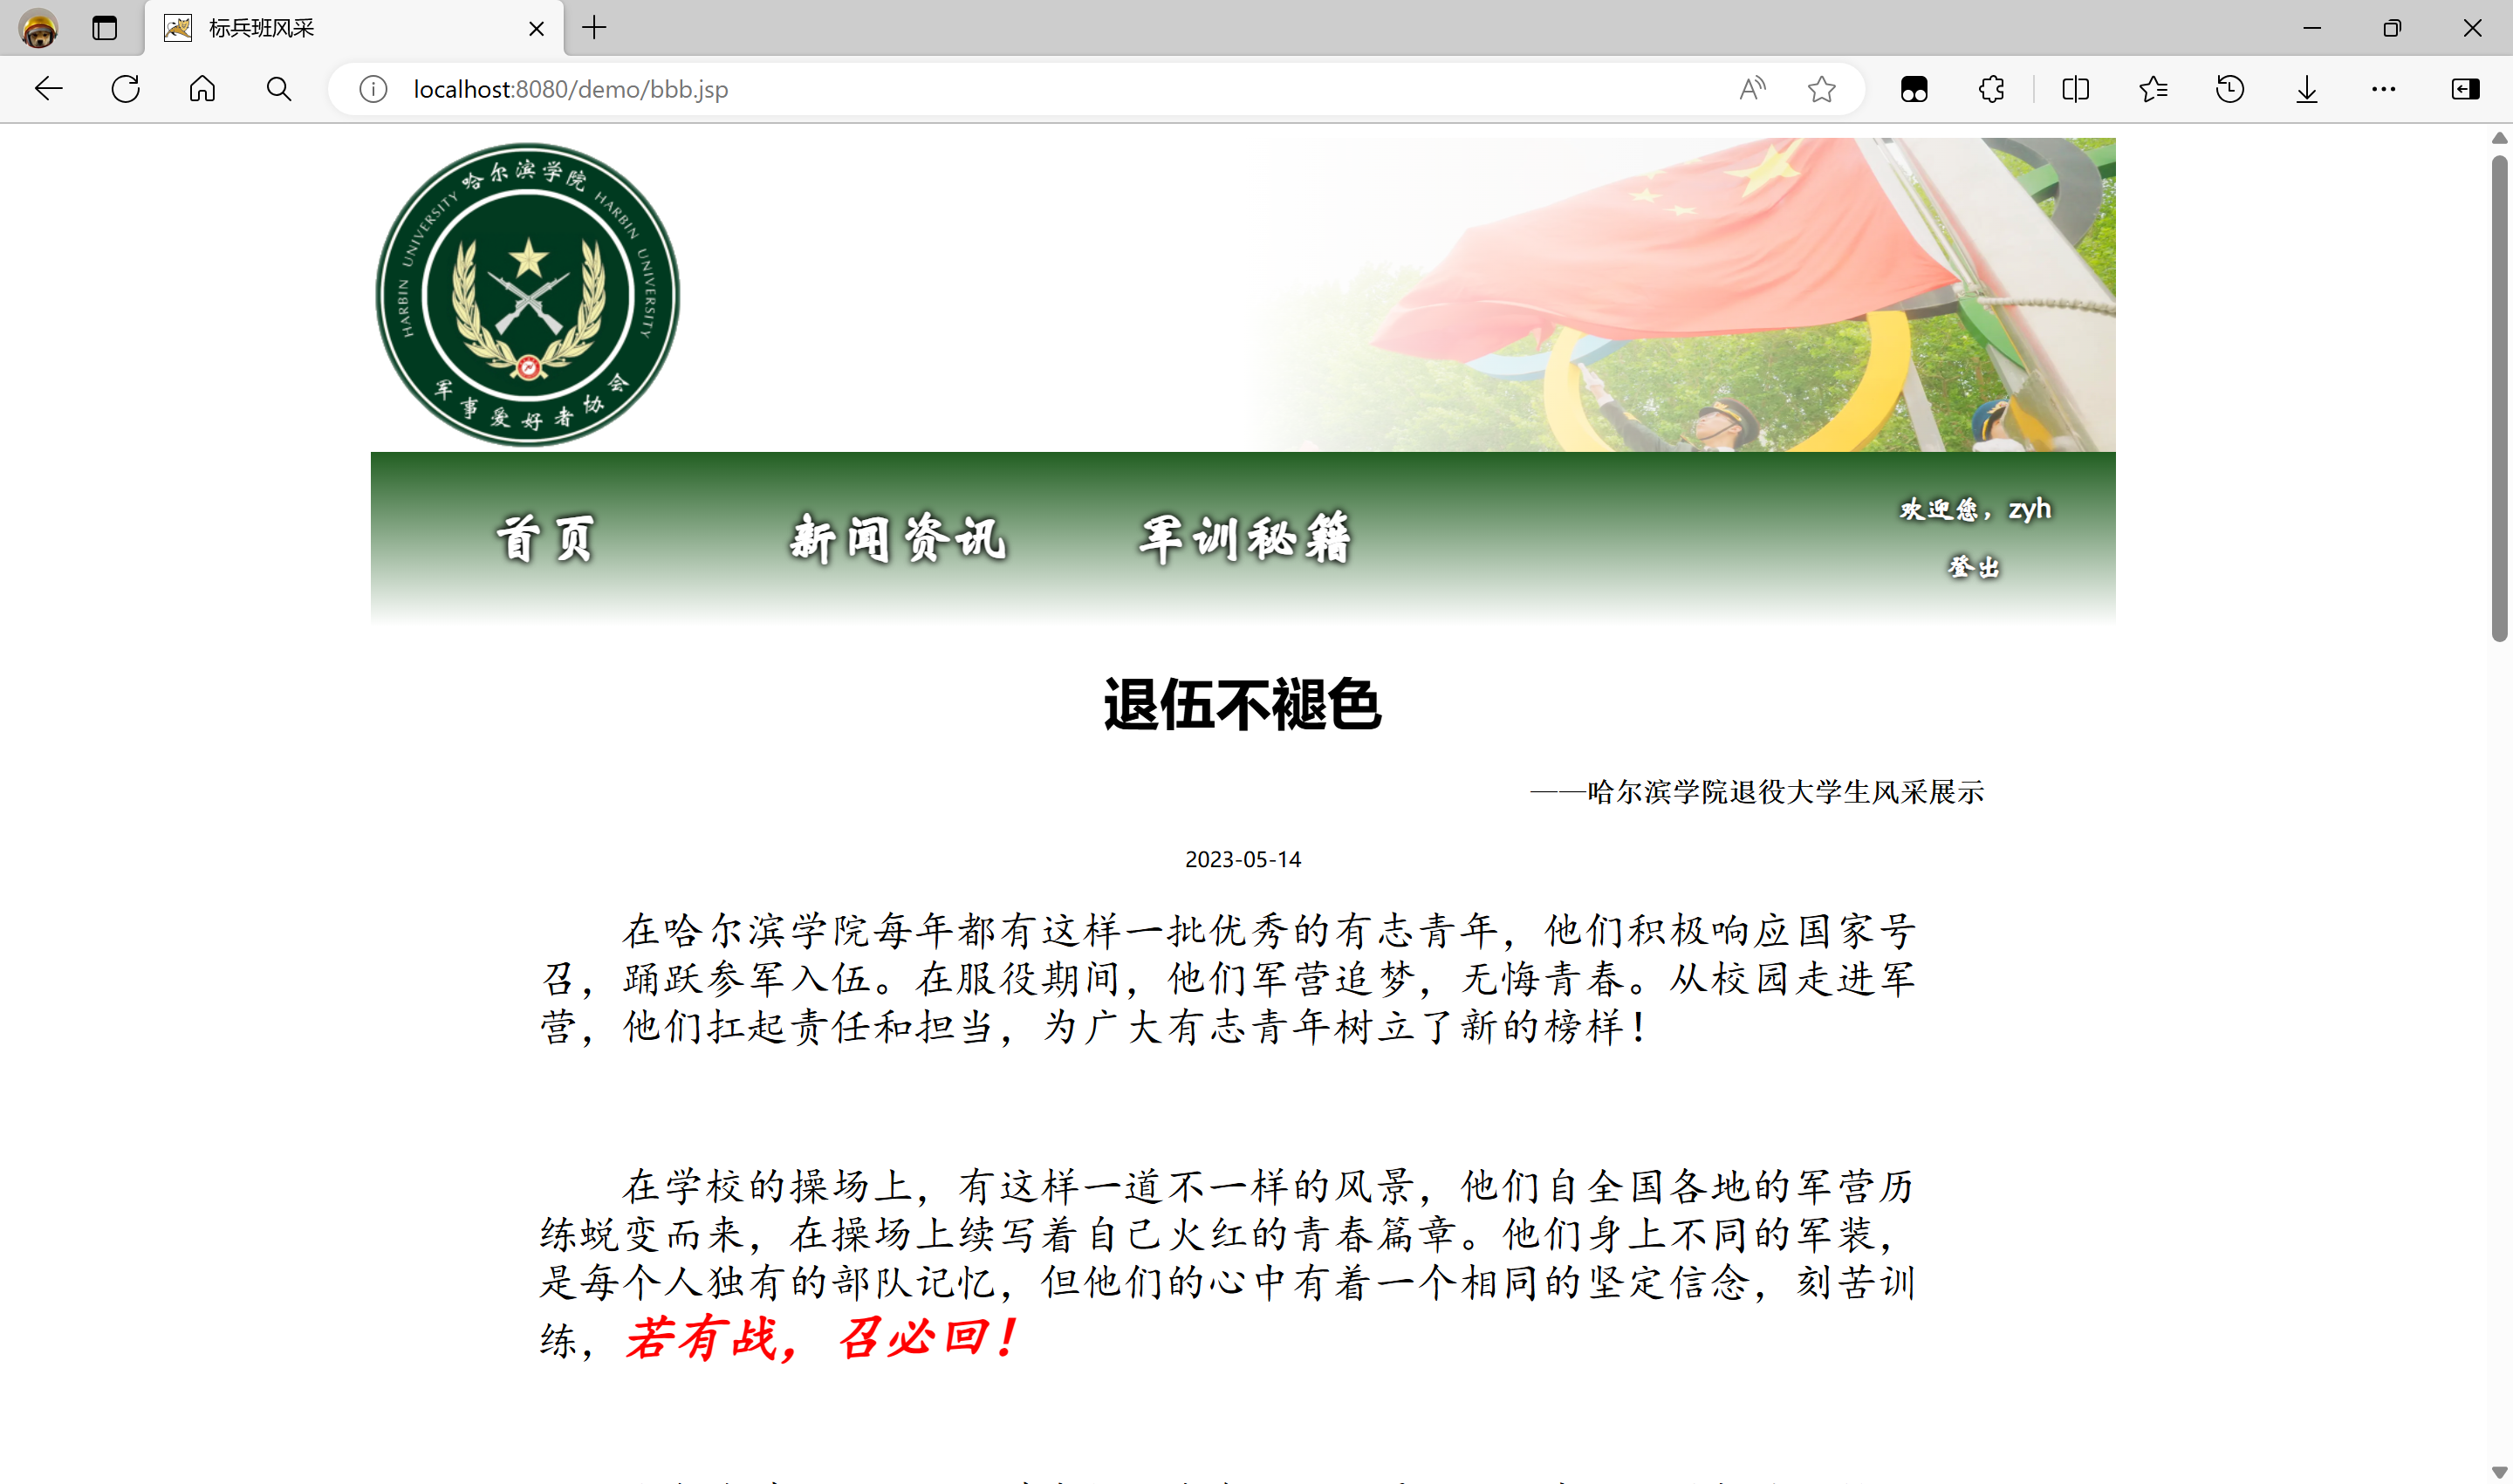 标兵班风采
localhost:8080/demo/bbb.jsp
哈尔滨学院
HARBIN UNIVERSITY
HARBIN UNIVERSITY
军事爱好者协会
首页
新闻资讯
军训秘籍
欢迎您，zyh
登出
退伍不褪色
——哈尔滨学院退役大学生风采展示
2023-05-14
在哈尔滨学院每年都有这样一批优秀的有志青年，他们积极响应国家号
召，踊跃参军入伍。在服役期间，他们军营追梦，无悔青春。从校园走进军
营，他们扛起责任和担当，为广大有志青年树立了新的榜样！
在学校的操场上，有这样一道不一样的风景，他们自全国各地的军营历
练蜕变而来，在操场上续写着自己火红的青春篇章。他们身上不同的军装，
是每个人独有的部队记忆，但他们的心中有着一个相同的坚定信念，刻苦训
练，若有战，召必回！